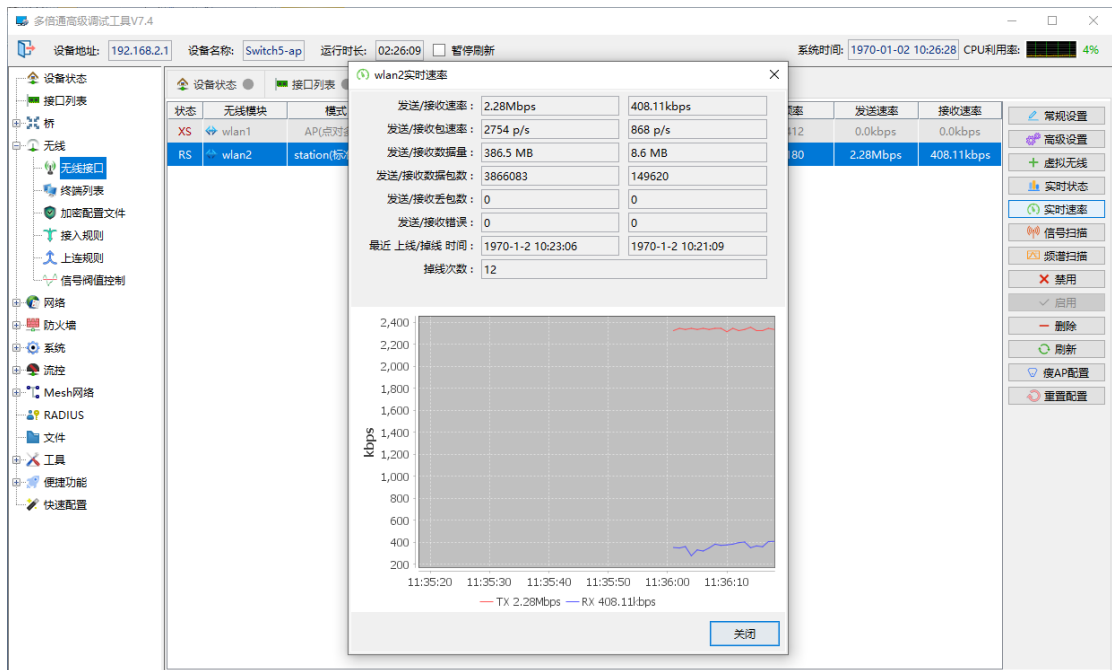 多倍通高级调试工具V7.4
设备地址: 192.168.2.1 设备名称: Switch5-ap 运行时长: 02:26:09 暂停刷新 系统时间: 1970-01-02 10:26:28 CPU利用率: 4%
设备状态
接口列表
桥
无线
无线接口
终端列表
加密配置文件
接入规则
上连规则
信号阀值控制
网络
防火墙
系统
流控
Mesh网络
RADIUS
文件
工具
便捷功能
快速配置
设备状态 接口列表
状态 无线模块 模式 发送速率 接收速率
XS wlan1 0.0kbps 0.0kbps
RS wlan2 2.28Mbps 408.11kbps
wlan2实时速率
发送/接收速率: 2.28Mbps 408.11kbps
发送/接收包速率: 2754 p/s 868 p/s
发送/接收数据量: 386.5 MB 8.6 MB
发送/接收数据包数: 3866083 149620
发送/接收丢包数: 0 0
发送/接收错误: 0 0
最近 上线/掉线 时间: 1970-1-2 10:23:06 1970-1-2 10:21:09
掉线次数: 12
kbps
2,400
2,200
2,000
1,800
1,600
1,400
1,200
1,000
800
600
400
200
11:35:20 11:35:30 11:35:40 11:35:50 11:36:00 11:36:10
TX 2.28Mbps RX 408.11kbps
关闭
常规设置
高级设置
虚拟无线
实时状态
实时速率
信号扫描
频谱扫描
禁用
启用
删除
刷新
瘦AP配置
重置配置